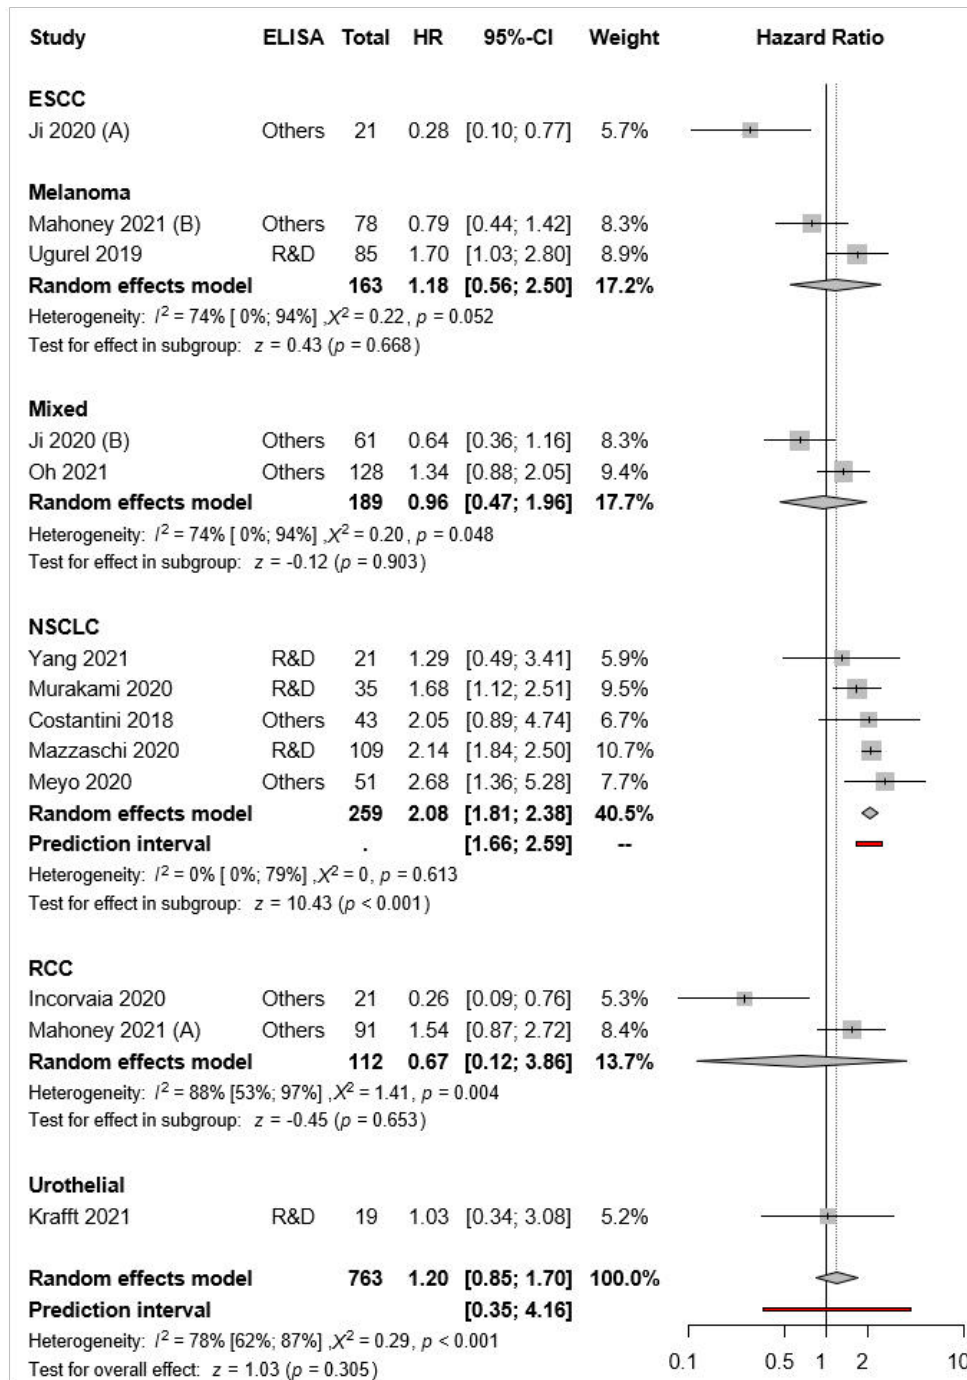 Study ELISA Total HR 95%-CI Weight Hazard Ratio
ESCC
Ji 2020 (A) Others 21 0.28 [0.10; 0.77] 5.7%
Melanoma
Mahoney 2021 (B) Others 78 0.79 [0.44; 1.42] 8.3%
Ugurel 2019 R&D 85 1.70 [1.03; 2.80] 8.9%
Random effects model 163 1.18 [0.56; 2.50] 17.2%
Heterogeneity: I² = 74% [ 0%; 94%] ,X² = 0.22, p = 0.052
Test for effect in subgroup: z = 0.43 (p = 0.668)
Mixed
Ji 2020 (B) Others 61 0.64 [0.36; 1.16] 8.3%
Oh 2021 Others 128 1.34 [0.88; 2.05] 9.4%
Random effects model 189 0.96 [0.47; 1.96] 17.7%
Heterogeneity: I² = 74% [ 0%; 94%] ,X² = 0.20, p = 0.048
Test for effect in subgroup: z = -0.12 (p = 0.903)
NSCLC
Yang 2021 R&D 21 1.29 [0.49; 3.41] 5.9%
Murakami 2020 R&D 35 1.68 [1.12; 2.51] 9.5%
Costantini 2018 Others 43 2.05 [0.89; 4.74] 6.7%
Mazzaschi 2020 R&D 109 2.14 [1.84; 2.50] 10.7%
Meyo 2020 Others 51 2.68 [1.36; 5.28] 7.7%
Random effects model 259 2.08 [1.81; 2.38] 40.5%
Prediction interval . [1.66; 2.59] --
Heterogeneity: I² = 0% [ 0%; 79%] ,X² = 0, p = 0.613
Test for effect in subgroup: z = 10.43 (p < 0.001)
RCC
Incorvaia 2020 Others 21 0.26 [0.09; 0.76] 5.3%
Mahoney 2021 (A) Others 91 1.54 [0.87; 2.72] 8.4%
Random effects model 112 0.67 [0.12; 3.86] 13.7%
Heterogeneity: I² = 88% [53%; 97%] ,X² = 1.41, p = 0.004
Test for effect in subgroup: z = -0.45 (p = 0.653)
Urothelial
Krafft 2021 R&D 19 1.03 [0.34; 3.08] 5.2%
Random effects model 763 1.20 [0.85; 1.70] 100.0%
Prediction interval [0.35; 4.16]
Heterogeneity: I² = 78% [62%; 87%] ,X² = 0.29, p < 0.001
Test for overall effect: z = 1.03 (p = 0.305)
0.1 0.5 1 2 10